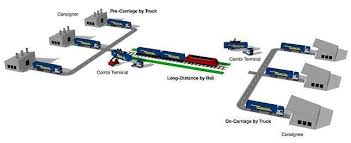 Consignor
Pre-Carriage by Truck
Combi Terminal
Long-Distance by Rail
Combi Terminal
On-Carriage by Truck
Consignee